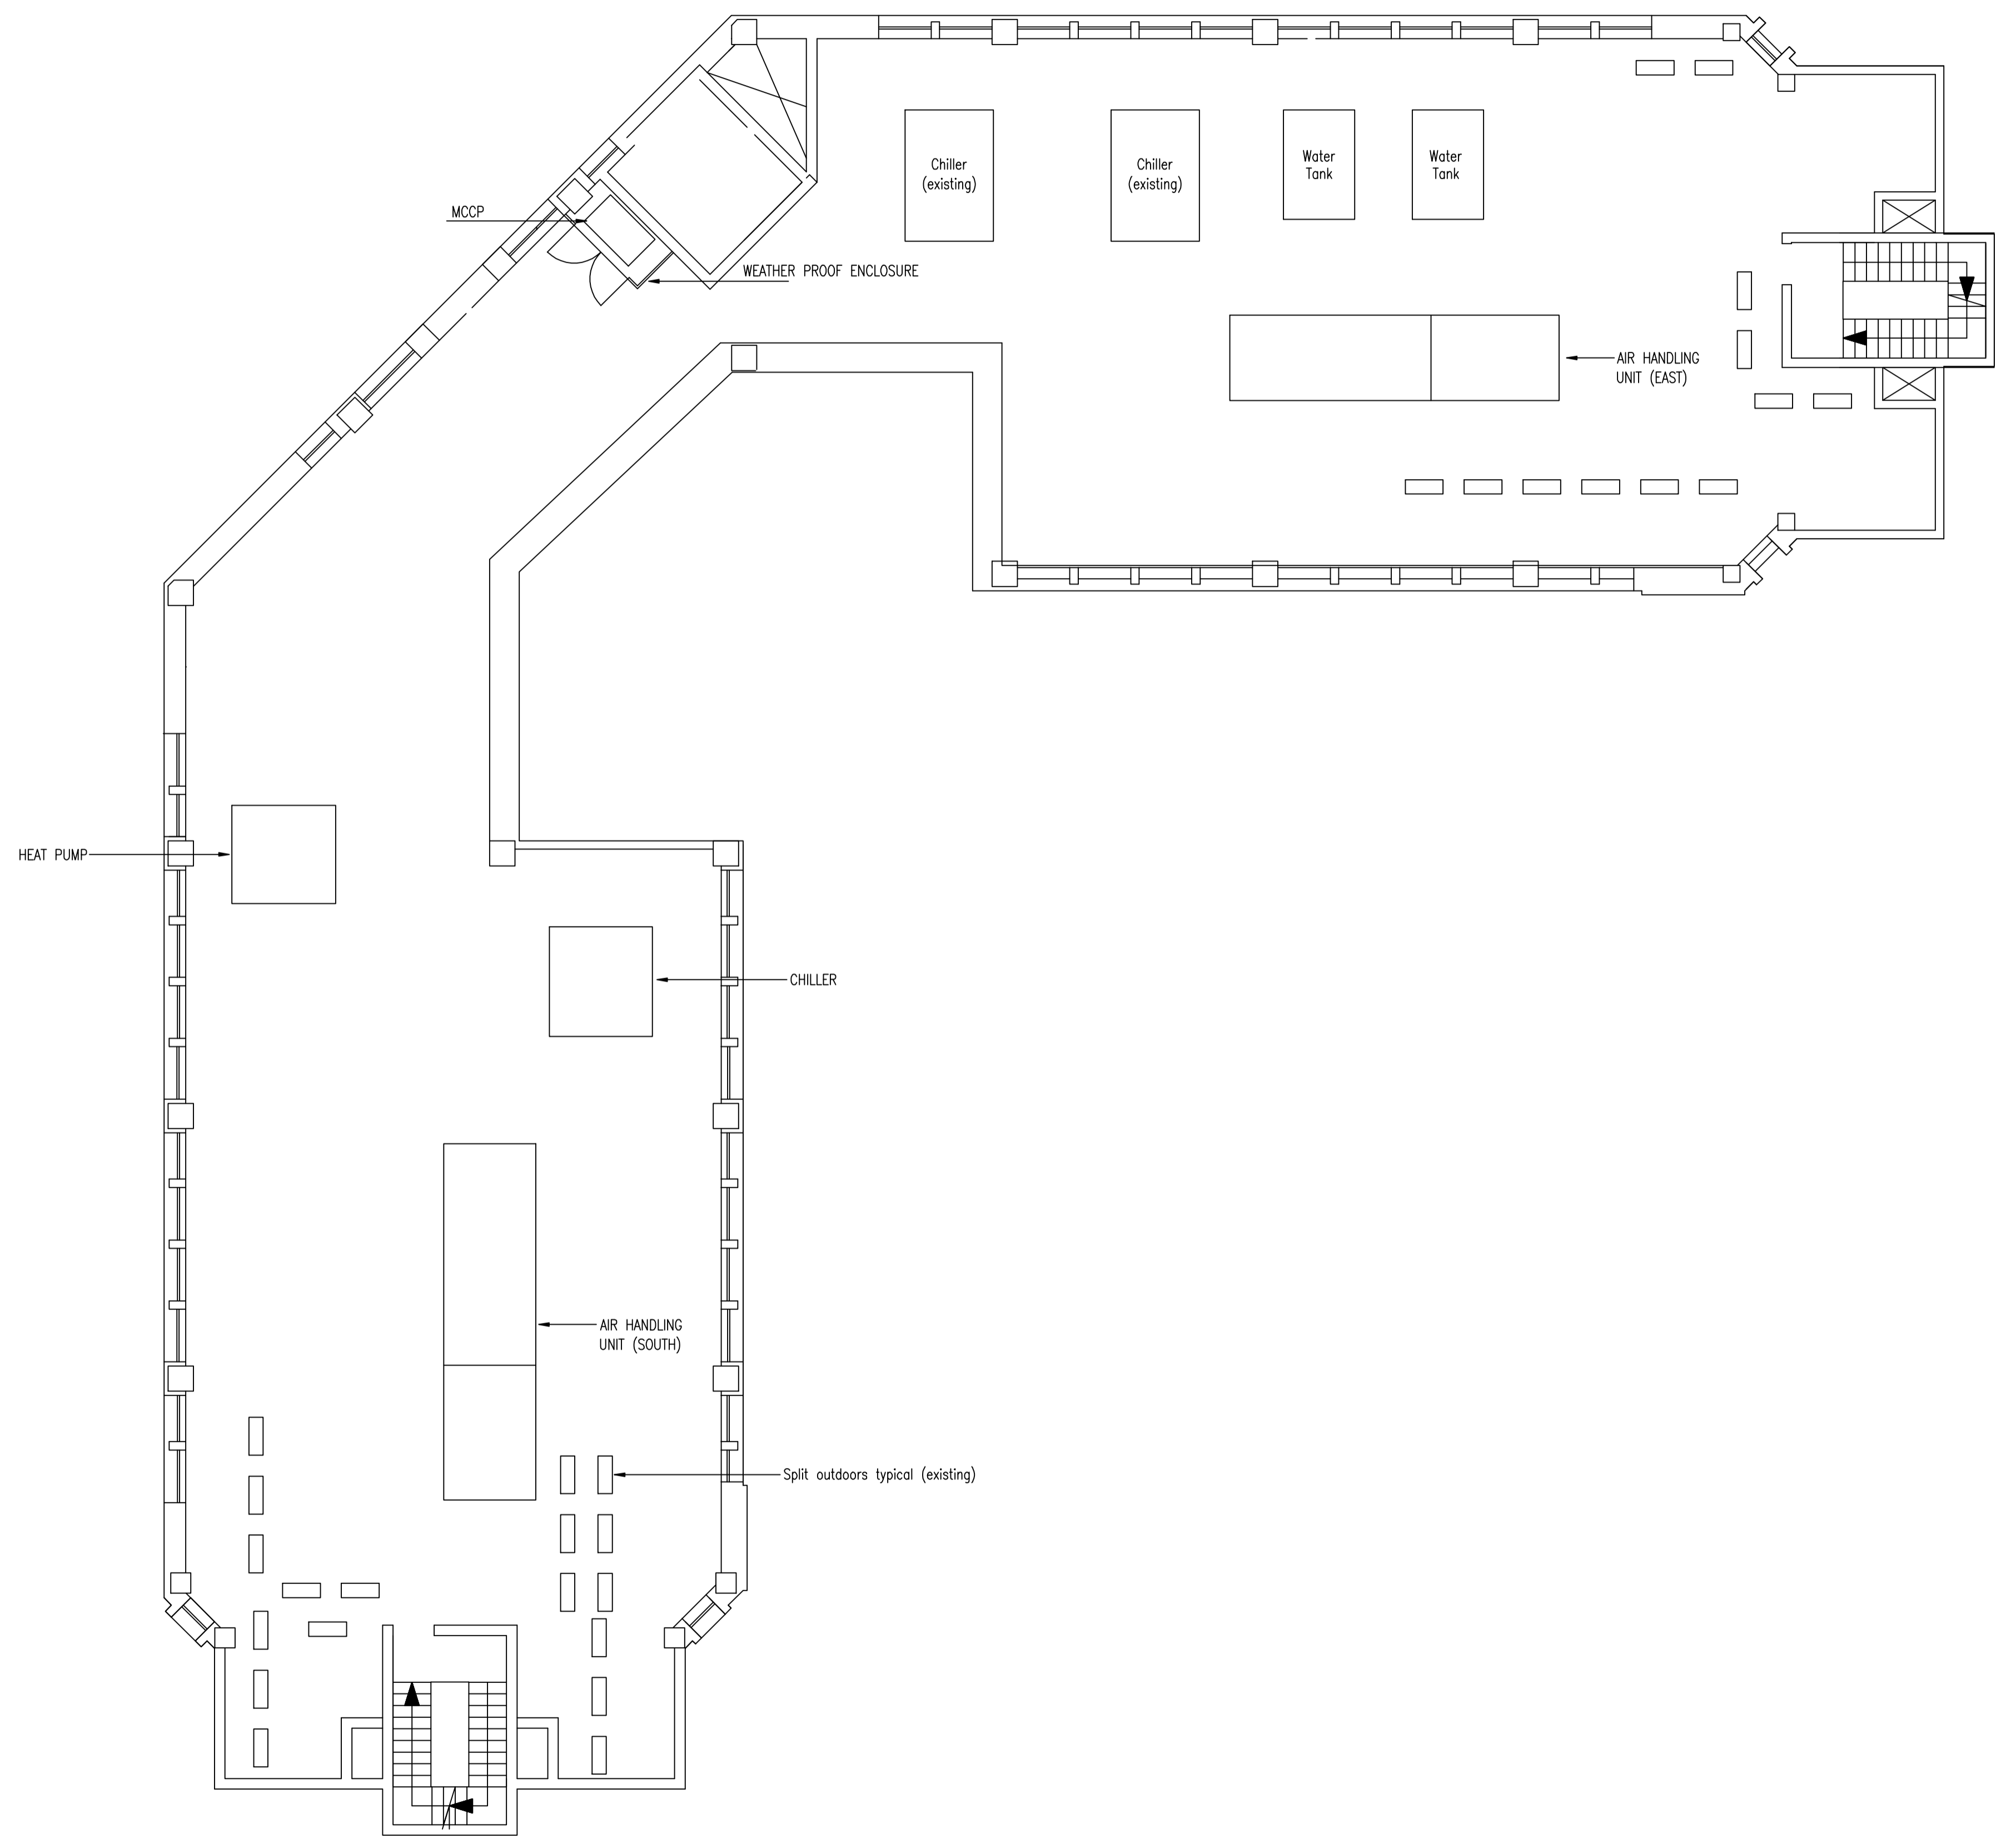 Chiller
(existing)
Chiller
(existing)
Water
Tank
Water
Tank
MCCP
WEATHER PROOF ENCLOSURE
AIR HANDLING
UNIT (EAST)
HEAT PUMP
CHILLER
AIR HANDLING
UNIT (SOUTH)
Split outdoors typical (existing)